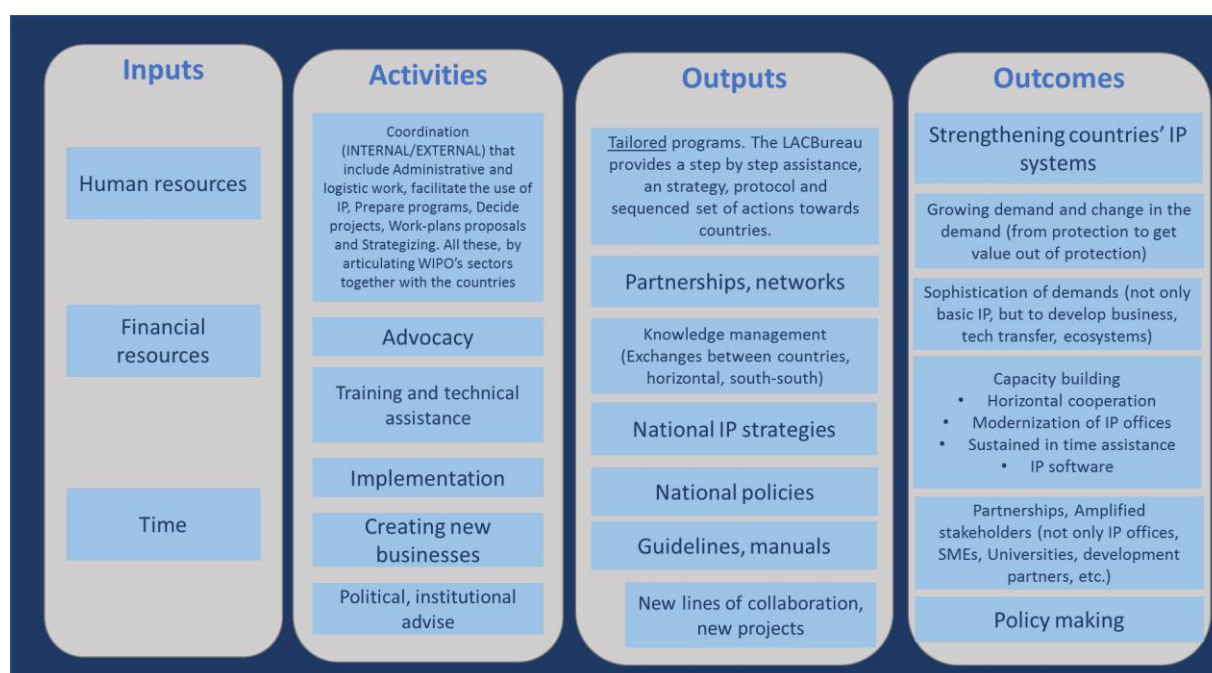 Inputs
Human resources
Financial
resources
Time
Activities
Coordination
(INTERNAL/EXTERNAL) that
include Administrative and
logistic work, facilitate the use of
IP, Prepare programs, Decide
projects, Work-plans proposals
and Strategizing. All these, by
articulating WIPO's sectors
together with the countries
Advocacy
Training and technical
assistance
Implementation
Creating new
businesses
Political, institutional
advise
Outputs
Tailored programs. The LACBureau
provides a step by step assistance,
an strategy, protocol and
sequenced set of actions towards
countries.
Partnerships, networks
Knowledge management
(Exchanges between countries,
horizontal, south-south)
National IP strategies
National policies
Guidelines, manuals
New lines of collaboration,
new projects
Outcomes
Strengthening countries' IP
systems
Growing demand and change in the
demand (from protection to get
value out of protection)
Sophistication of demands (not only
basic IP, but to develop business,
tech transfer, ecosystems)
Capacity building
• Horizontal cooperation
• Modernization of IP offices
• Sustained in time assistance
• IP software
Partnerships, Amplified
stakeholders (not only IP offices,
SMEs, Universities, development
partners, etc.)
Policy making